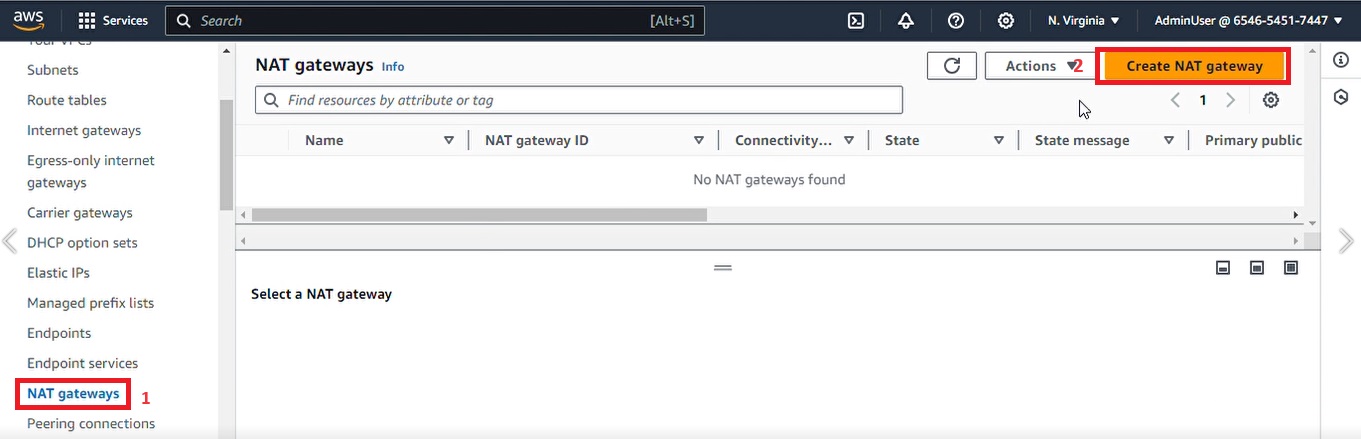 aws Services Search [Alt+S] N. Virginia AdminUser @ 6546-5451-7447
Your VPCs
Subnets
Route tables
Internet gateways
Egress-only internet
gateways
Carrier gateways
DHCP option sets
Elastic IPs
Managed prefix lists
Endpoints
Endpoint services
NAT gateways 1
Peering connections
NAT gateways Info Actions 2 Create NAT gateway
Find resources by attribute or tag 1
Name NAT gateway ID Connectivity... State State message Primary public
No NAT gateways found
Select a NAT gateway